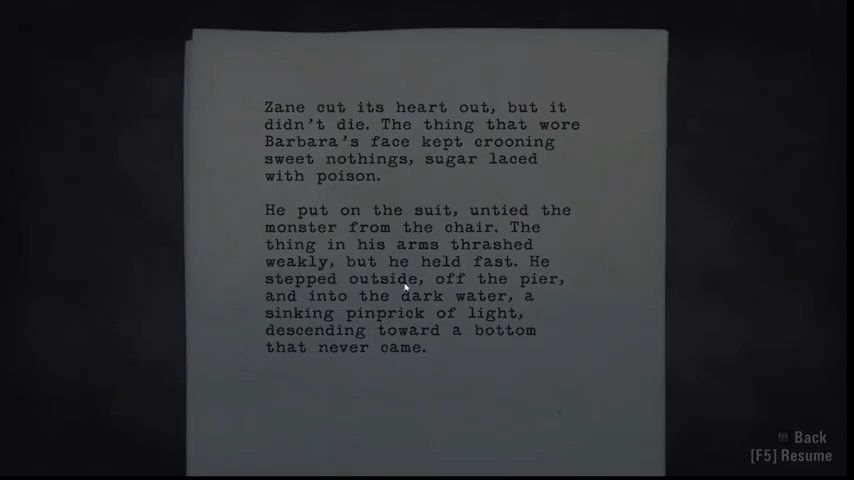 Zane cut its heart out, but it
didn't die. The thing that wore
Barbara's face kept crooning
sweet nothings, sugar laced
with poison.
He put on the suit, untied the
monster from the chair. The
thing in his arms thrashed
weakly, but he held fast. He
stepped outside, off the pier,
and into the dark water, a
sinking pinprick of light,
descending toward a bottom
that never came.
Back
[F5] Resume